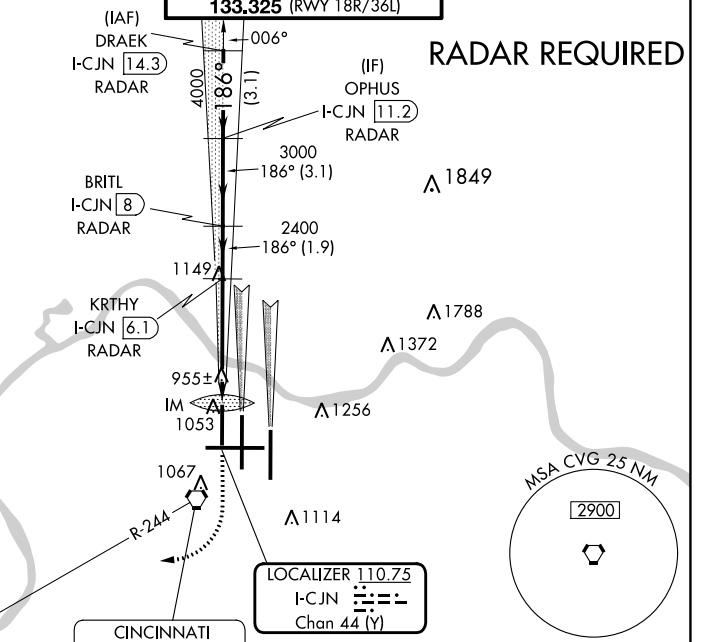 133.325 (RWY 18R/36L)
RADAR REQUIRED
(IAF)
DRAEK
I-CJN 14.3
RADAR
006°
4000
186°
(3.1)
(IF)
OPHUS
I-CJN 11.2
RADAR
3000
186° (3.1)
1849
BRITL
I-CJN 8
RADAR
2400
186° (1.9)
1149
KRTHY
I-CJN 6.1
RADAR
1788
1372
955±
IM
1053
1256
1067
R-244
1114
MSA CVG 25 NM
2900
LOCALIZER 110.75
I-CJN
Chan 44 (Y)
CINCINNATI